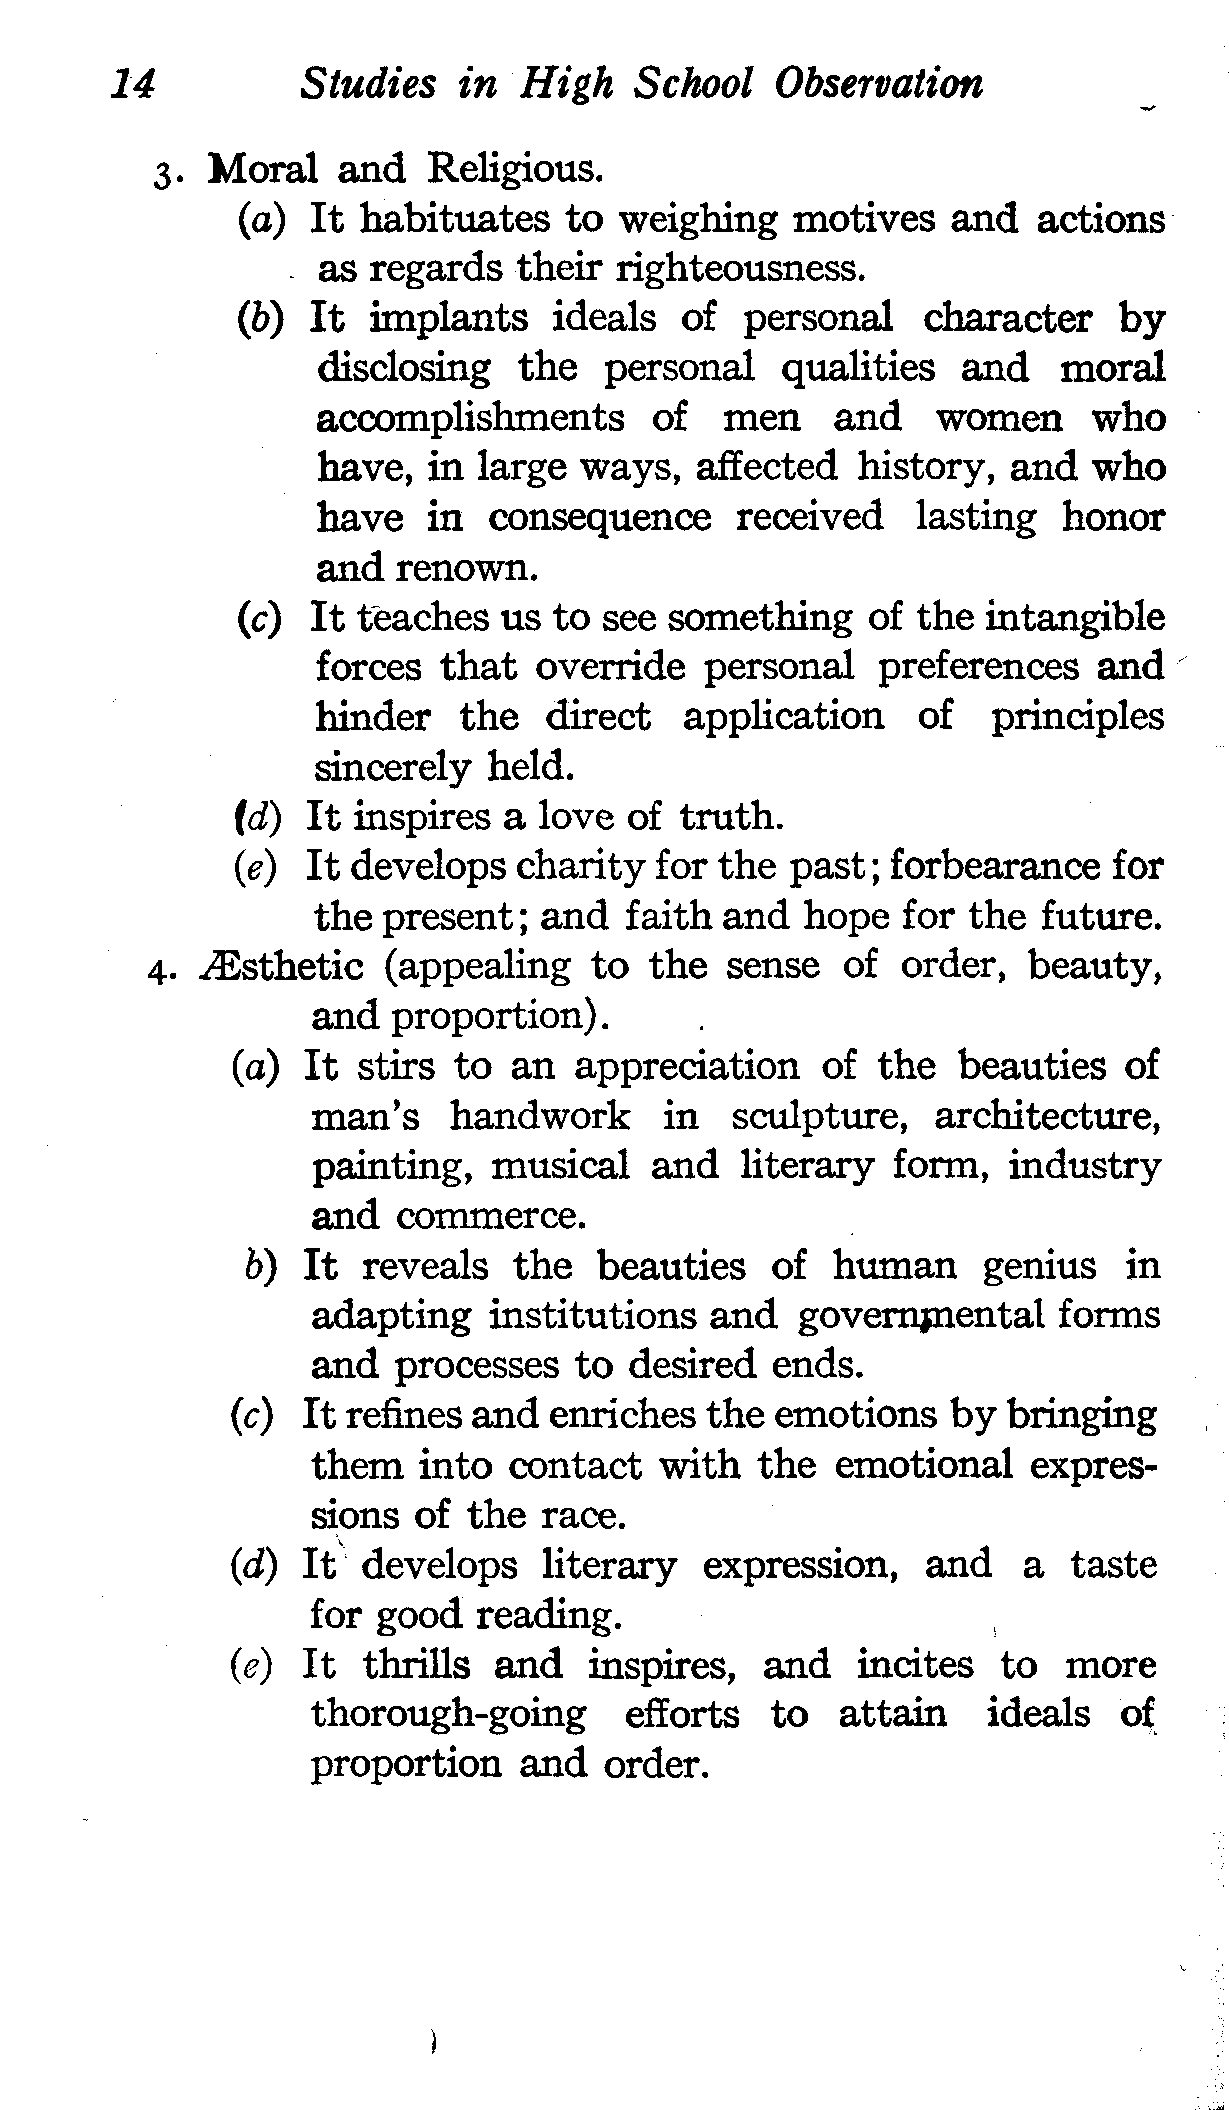 14 Studies in High School Observation
3. Moral and Religious.
(a) It habituates to weighing motives and actions
as regards their righteousness.
(b) It implants ideals of personal character by
disclosing the personal qualities and moral
accomplishments of men and women who
have, in large ways, affected history, and who
have in consequence received lasting honor
and renown.
(c) It teaches us to see something of the intangible
forces that override personal preferences and
hinder the direct application of principles
sincerely held.
(d) It inspires a love of truth.
(e) It develops charity for the past; forbearance for
the present; and faith and hope for the future.
4. Æsthetic (appealing to the sense of order, beauty,
and proportion).
(a) It stirs to an appreciation of the beauties of
man's handwork in sculpture, architecture,
painting, musical and literary form, industry
and commerce.
b) It reveals the beauties of human genius in
adapting institutions and governmental forms
and processes to desired ends.
(c) It refines and enriches the emotions by bringing
them into contact with the emotional expres-
sions of the race.
(d) It develops literary expression, and a taste
for good reading.
(e) It thrills and inspires, and incites to more
thorough-going efforts to attain ideals of
proportion and order.